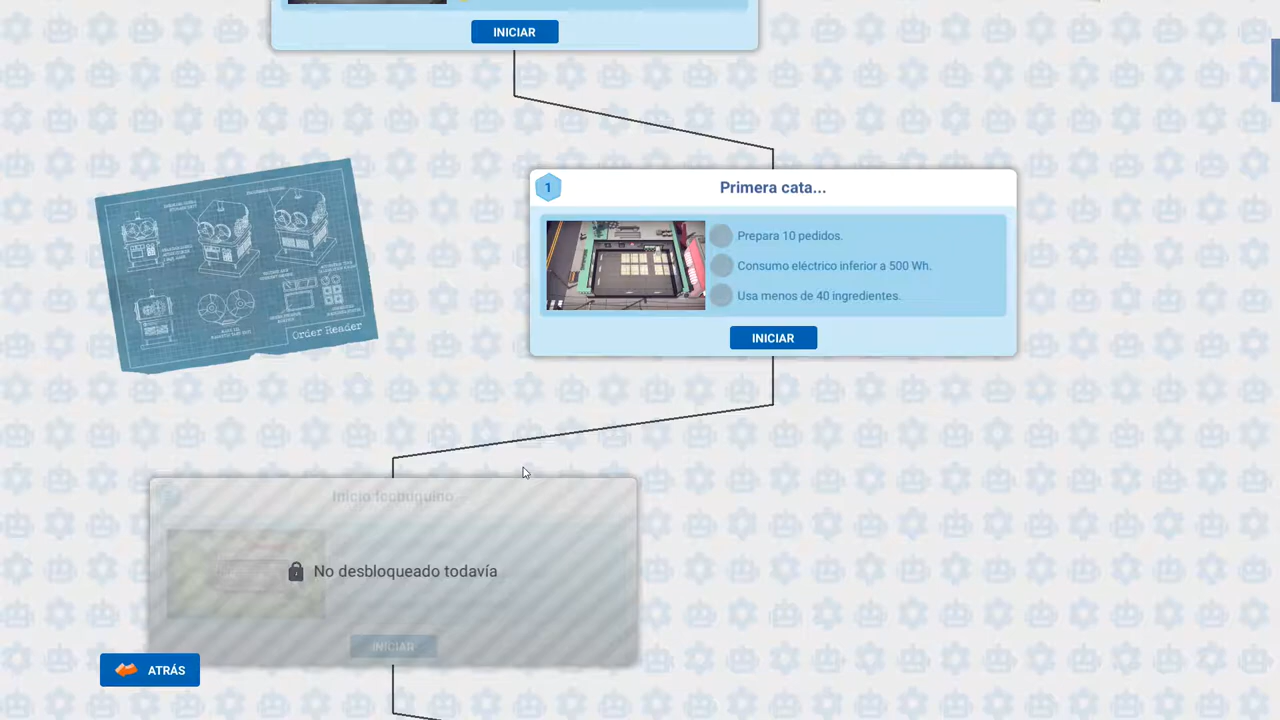 INICIAR
1
Primera cata...
Prepara 10 pedidos.
Consumo eléctrico inferior a 500 Wh.
Usa menos de 40 ingredientes.
INICIAR
Order Reader
No desbloqueado todavía
INICIAR
ATRÁS